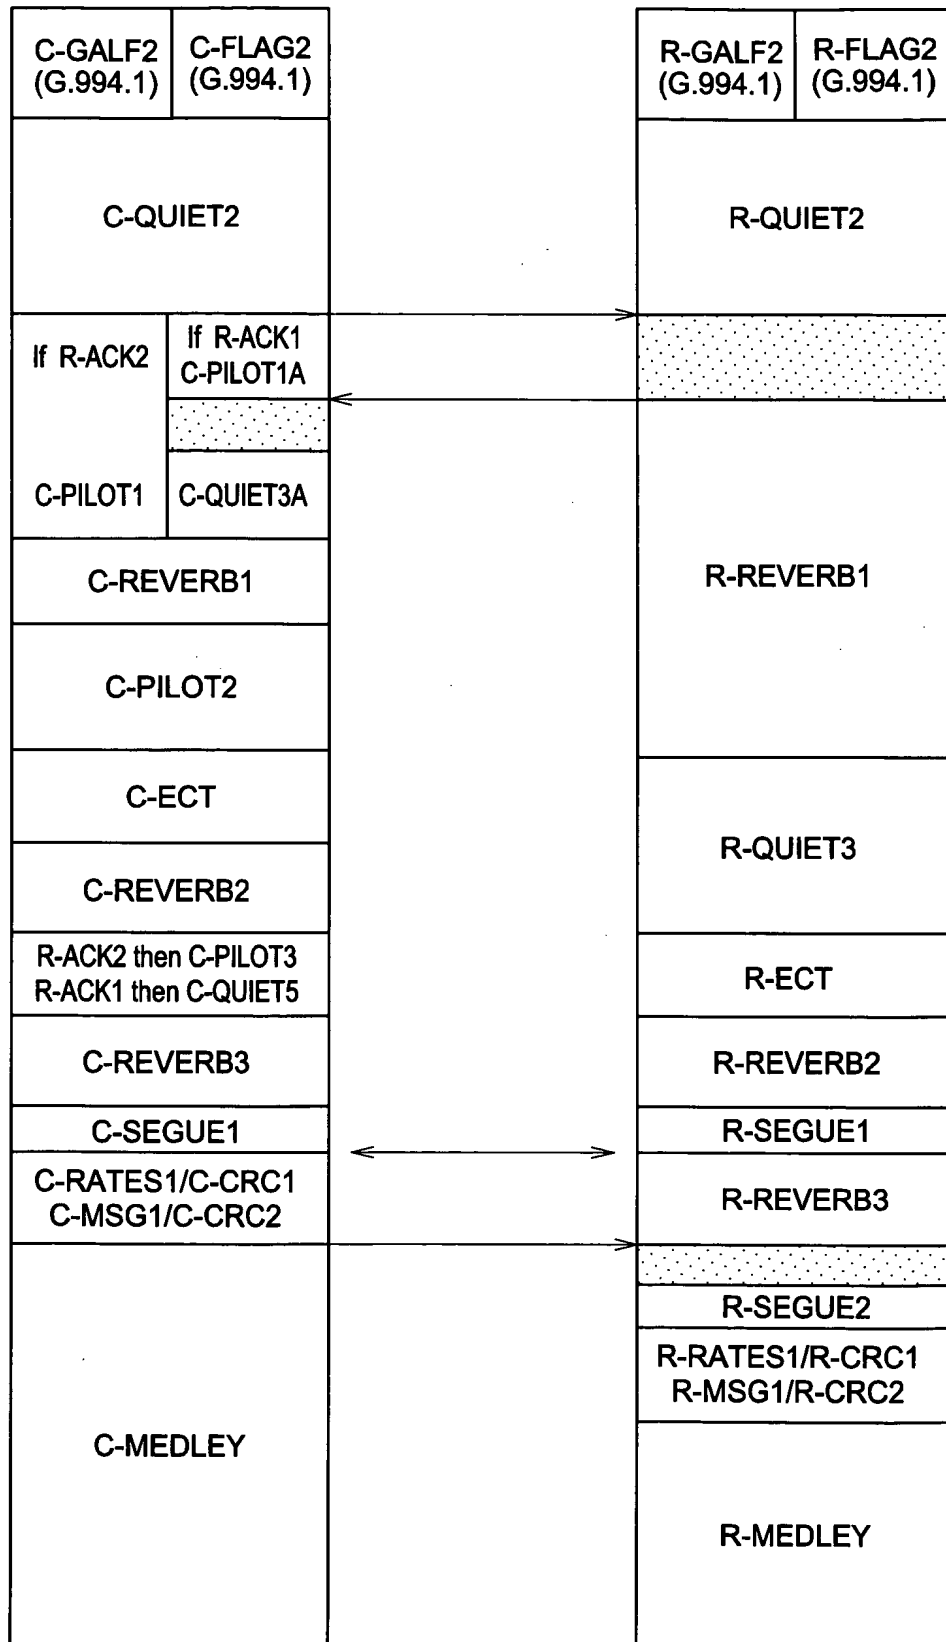 C-GALF2
(G.994.1)
C-FLAG2
(G.994.1)
C-QUIET2
If R-ACK2
C-PILOT1
If R-ACK1
C-PILOT1A
C-QUIET3A
C-REVERB1
C-PILOT2
C-ECT
C-REVERB2
R-ACK2 then C-PILOT3
R-ACK1 then C-QUIET5
C-REVERB3
C-SEGUE1
C-RATES1/C-CRC1
C-MSG1/C-CRC2
C-MEDLEY
R-GALF2
(G.994.1)
R-FLAG2
(G.994.1)
R-QUIET2
R-REVERB1
R-QUIET3
R-ECT
R-REVERB2
R-SEGUE1
R-REVERB3
R-SEGUE2
R-RATES1/R-CRC1
R-MSG1/R-CRC2
R-MEDLEY